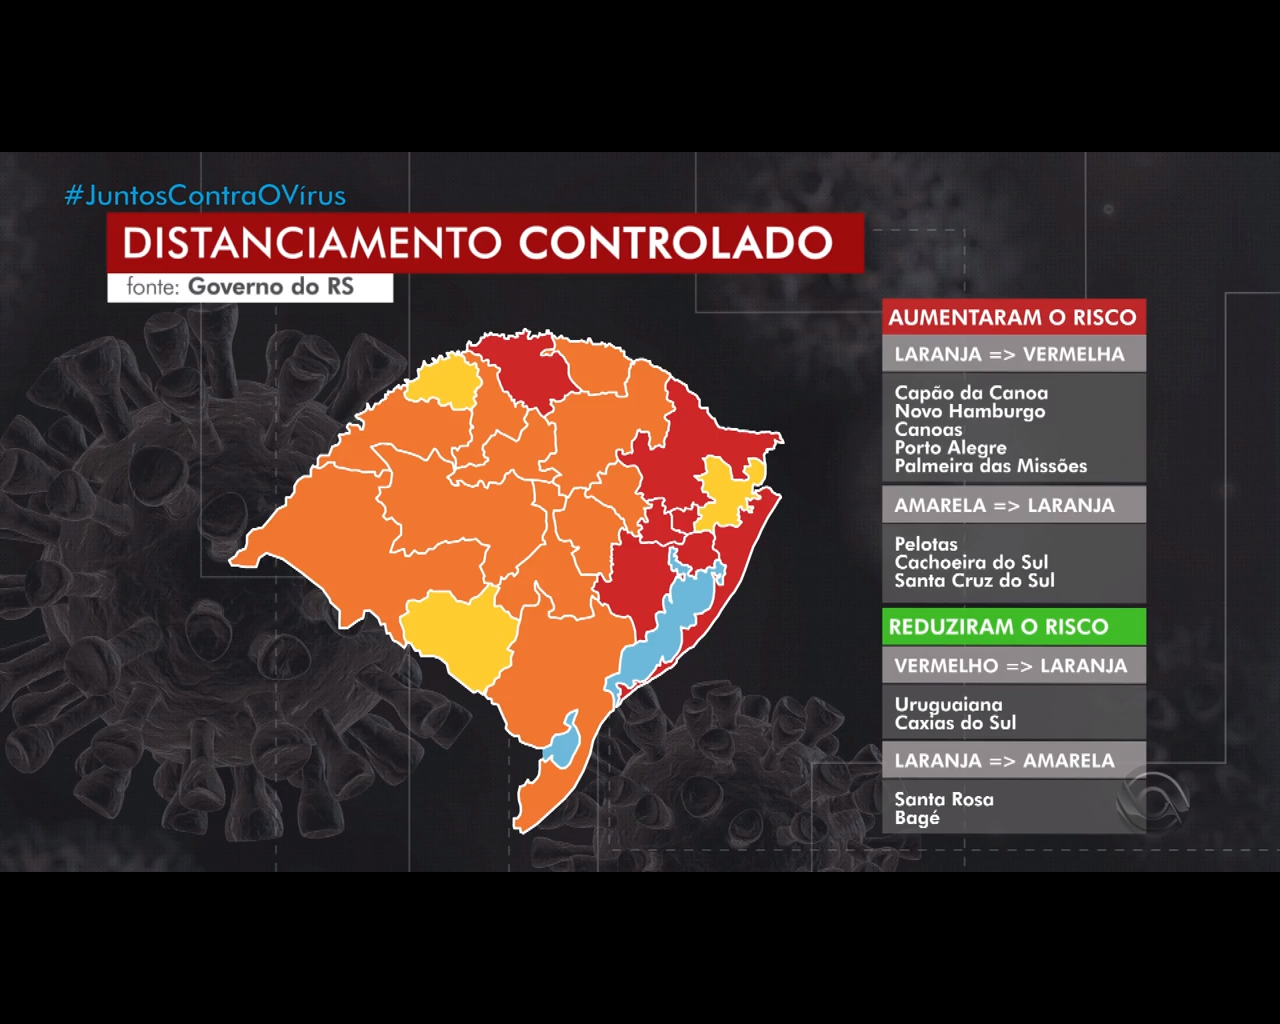 #JuntosContraOVírus
DISTANCIAMENTO CONTROLADO
fonte: Governo do RS
AUMENTARAM O RISCO
LARANJA => VERMELHA
Capão da Canoa
Novo Hamburgo
Canoas
Porto Alegre
Palmeira das Missões
AMARELA => LARANJA
Pelotas
Cachoeira do Sul
Santa Cruz do Sul
REDUZIRAM O RISCO
VERMELHO => LARANJA
Uruguaiana
Caxias do Sul
LARANJA => AMARELA
Santa Rosa
Bagé